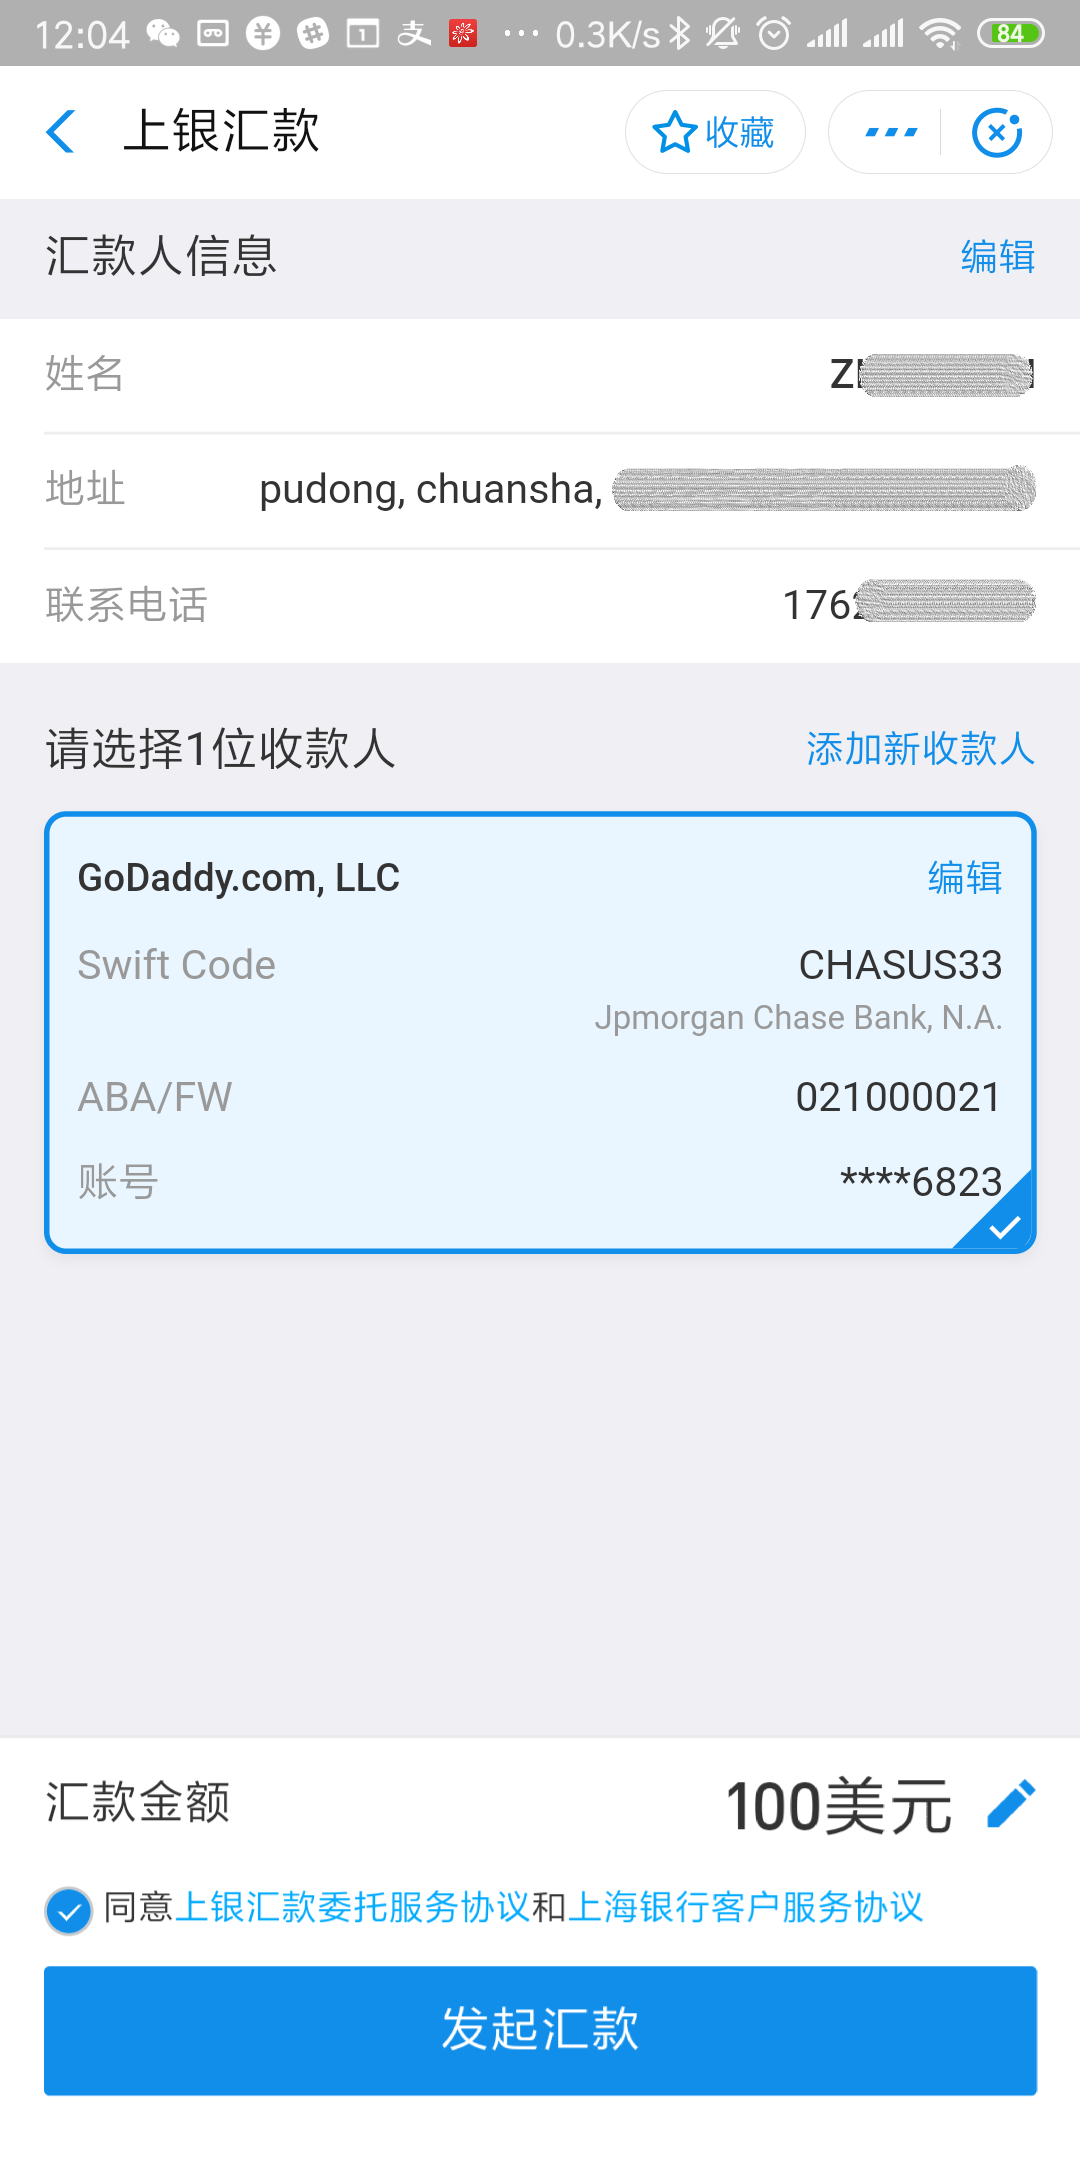 12:04 1 支 ... 0.3K/s 84
上银汇款 收藏
汇款人信息 编辑
姓名 Z
地址 pudong, chuansha,
联系电话 176
请选择1位收款人 添加新收款人
GoDaddy.com, LLC 编辑
Swift Code CHASUS33
Jpmorgan Chase Bank, N.A.
ABA/FW 021000021
账号 ****6823
汇款金额 100美元
同意上银汇款委托服务协议和上海银行客户服务协议
发起汇款